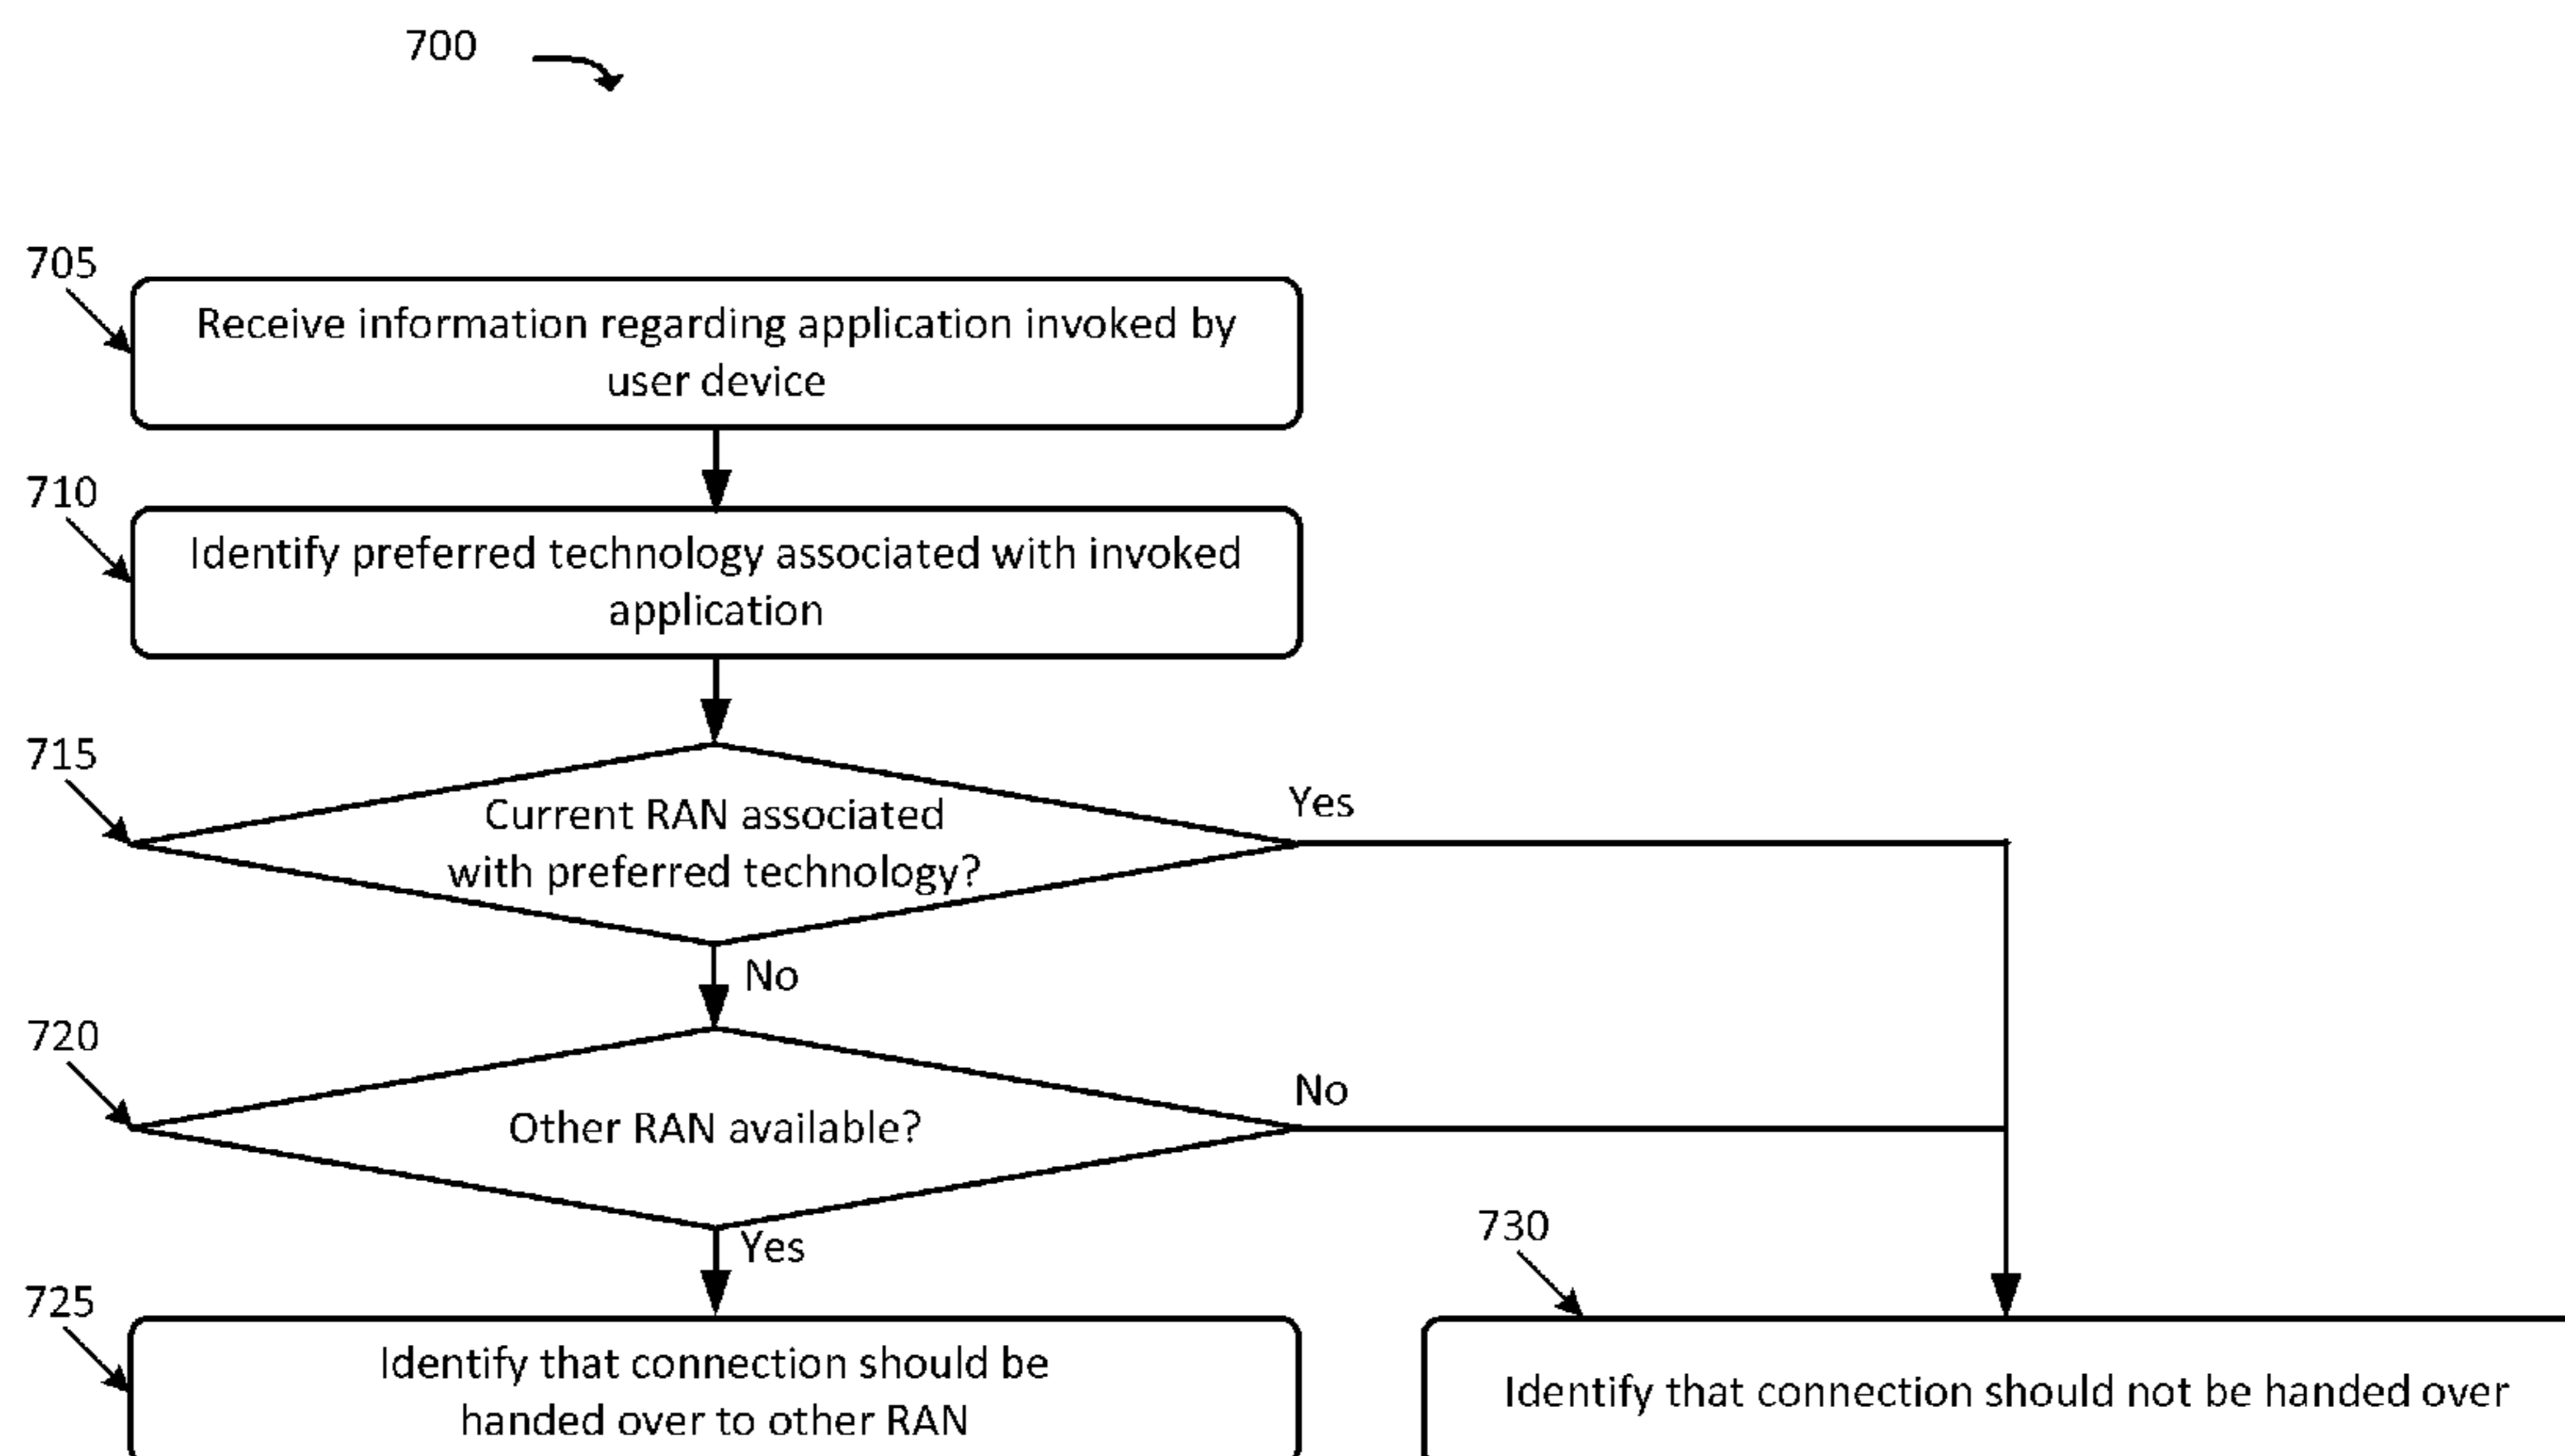 700
705
Receive information regarding application invoked by
user device
710
Identify preferred technology associated with invoked
application
715
Current RAN associated
with preferred technology?
Yes
No
720
Other RAN available?
No
Yes
725
Identify that connection should be
handed over to other RAN
730
Identify that connection should not be handed over